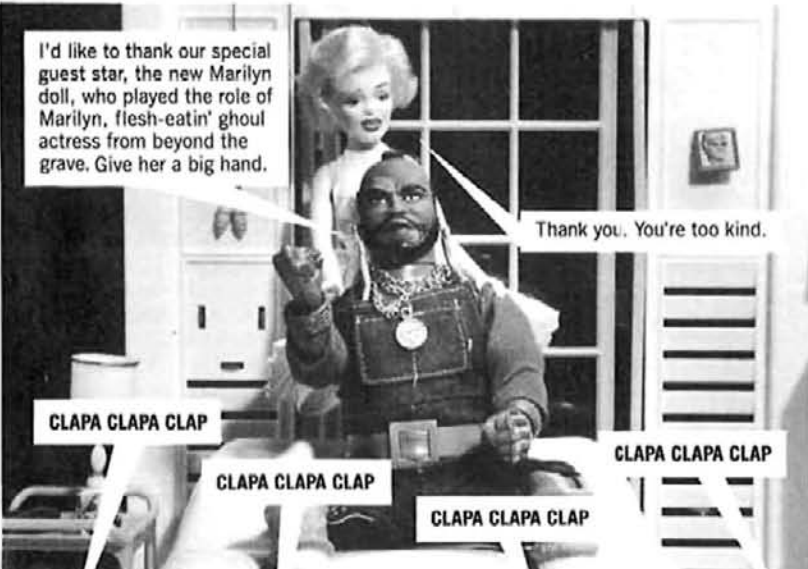 I'd like to thank our special
guest star, the new Marilyn
doll, who played the role of
Marilyn, flesh-eatin' ghoul
actress from beyond the
grave. Give her a big hand.
Thank you. You're too kind.
CLAPA CLAPA CLAP
CLAPA CLAPA CLAP
CLAPA CLAPA CLAP
CLAPA CLAPA CLAP